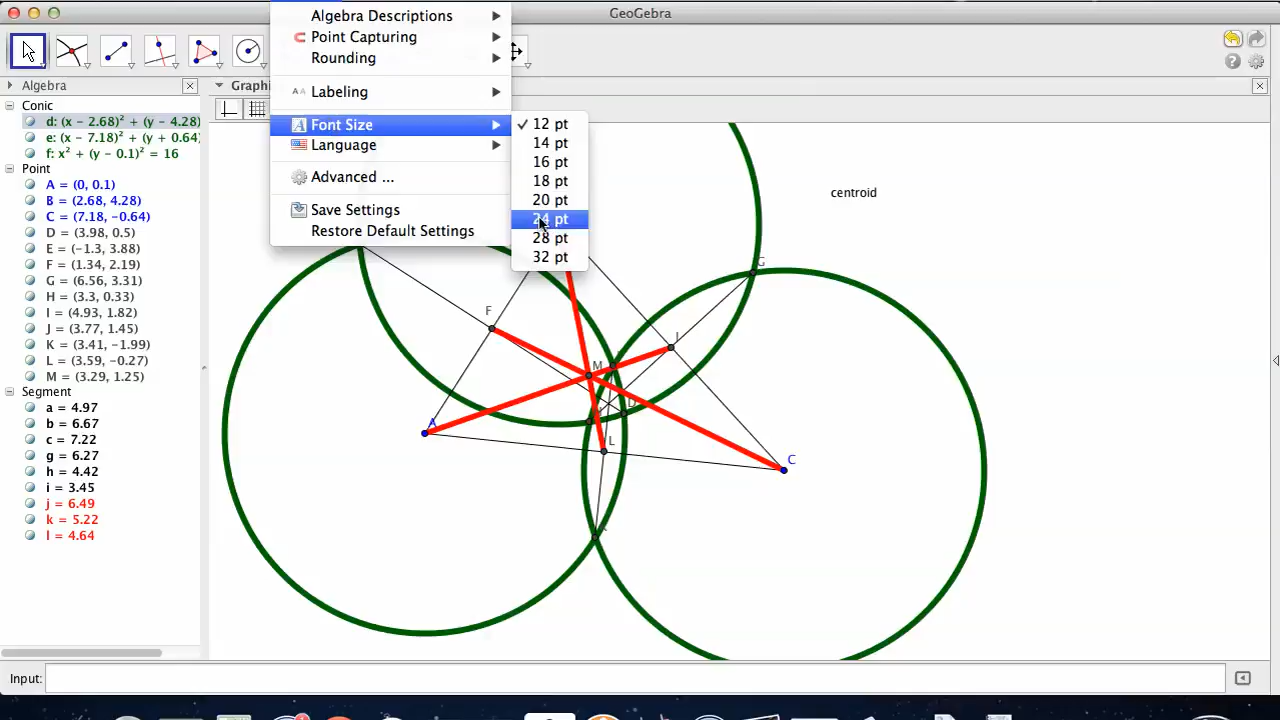 GeoGebra
Algebra Descriptions
Point Capturing
Rounding
Labeling
Font Size
Language
Advanced ...
Save Settings
Restore Default Settings
12 pt
14 pt
16 pt
18 pt
20 pt
24 pt
28 pt
32 pt
Algebra
Conic
d: (x − 2.68)² + (y − 4.28)
e: (x − 7.18)² + (y + 0.64)
f: x² + (y − 0.1)² = 16
Point
A = (0, 0.1)
B = (2.68, 4.28)
C = (7.18, −0.64)
D = (3.98, 0.5)
E = (−1.3, 3.88)
F = (1.34, 2.19)
G = (6.56, 3.31)
H = (3.3, 0.33)
I = (4.93, 1.82)
J = (3.77, 1.45)
K = (3.41, −1.99)
L = (3.59, −0.27)
M = (3.29, 1.25)
Segment
a = 4.97
b = 6.67
c = 7.22
g = 6.27
h = 4.42
i = 3.45
j = 6.49
k = 5.22
l = 4.64
centroid
G
F
I
M
D
A
L
C
Input: